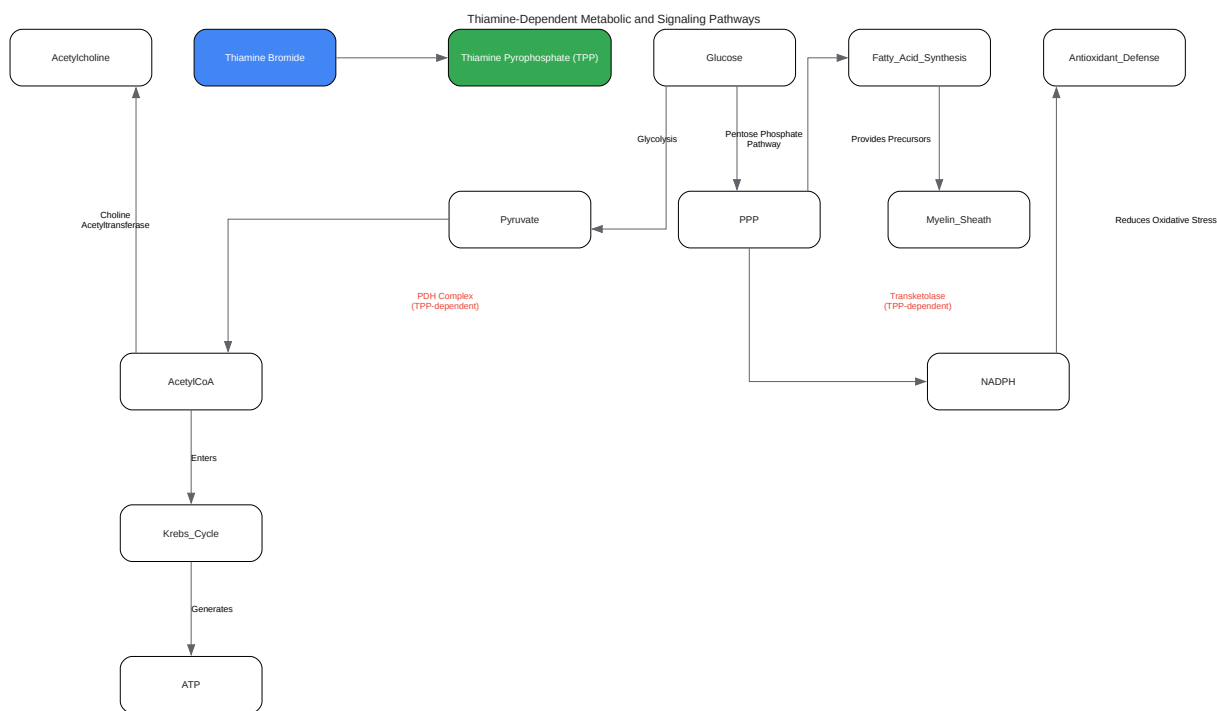 Thiamine-Dependent Metabolic and Signaling Pathways
Acetylcholine
Thiamine Bromide
Thiamine Pyrophosphate (TPP)
Glucose
Fatty_Acid_Synthesis
Antioxidant_Defense
Glycolysis
Pentose Phosphate
Pathway
Provides Precursors
Choline
Acetyltransferase
Pyruvate
PPP
Myelin_Sheath
Reduces Oxidative Stress
PDH Complex
(TPP-dependent)
Transketolase
(TPP-dependent)
AcetylCoA
NADPH
Enters
Krebs_Cycle
Generates
ATP